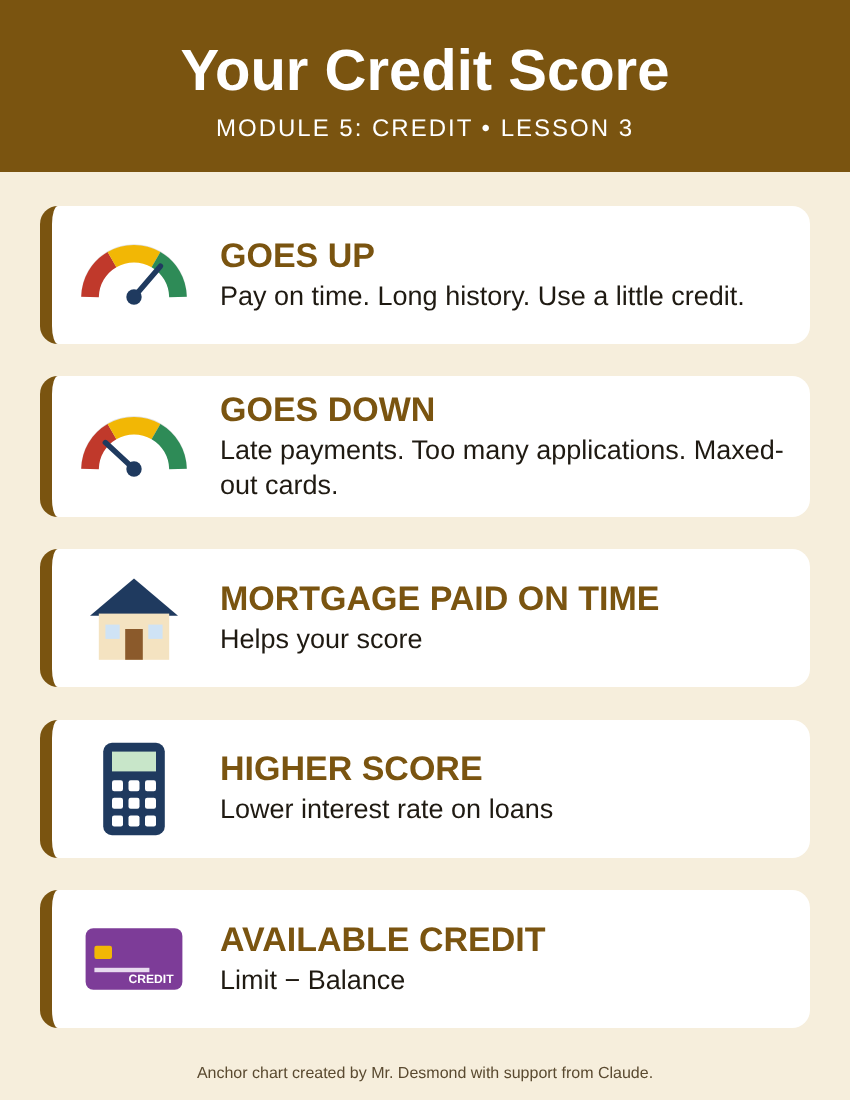 Your Credit Score
MODULE 5: CREDIT • LESSON 3
GOES UP
Pay on time. Long history. Use a little credit.
GOES DOWN
Late payments. Too many applications. Maxed-
out cards.
MORTGAGE PAID ON TIME
Helps your score
HIGHER SCORE
Lower interest rate on loans
CREDIT
AVAILABLE CREDIT
Limit − Balance
Anchor chart created by Mr. Desmond with support from Claude.